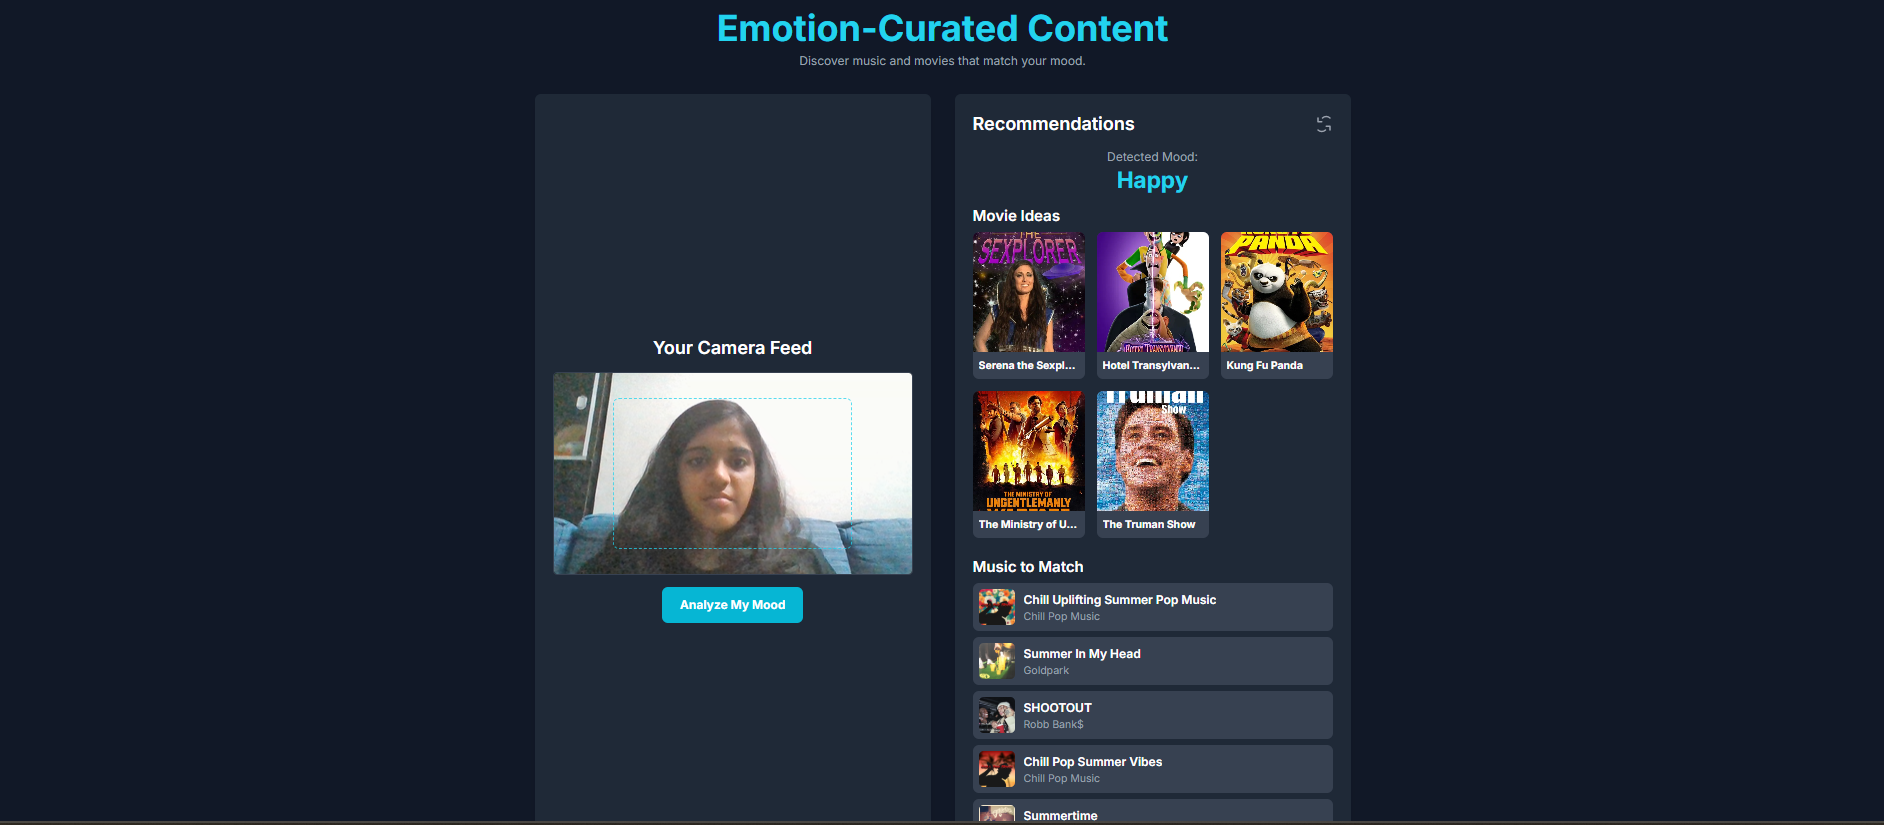 Emotion-Curated Content
Discover music and movies that match your mood.
Your Camera Feed
Analyze My Mood
Recommendations
Detected Mood:
Happy
Movie Ideas
THE
SEXPLORER
Serena the Sexpl...
HOTEL TRANSYLVANIA
Hotel Transylvan...
PANDA
Kung Fu Panda
THE MINISTRY OF
UNGENTLEMANLY
The Ministry of U...
Truman
Show
The Truman Show
Music to Match
Chill Uplifting Summer Pop Music
Chill Pop Music
Summer In My Head
Goldpark
SHOOTOUT
Robb Bank$
Chill Pop Summer Vibes
Chill Pop Music
Summertime